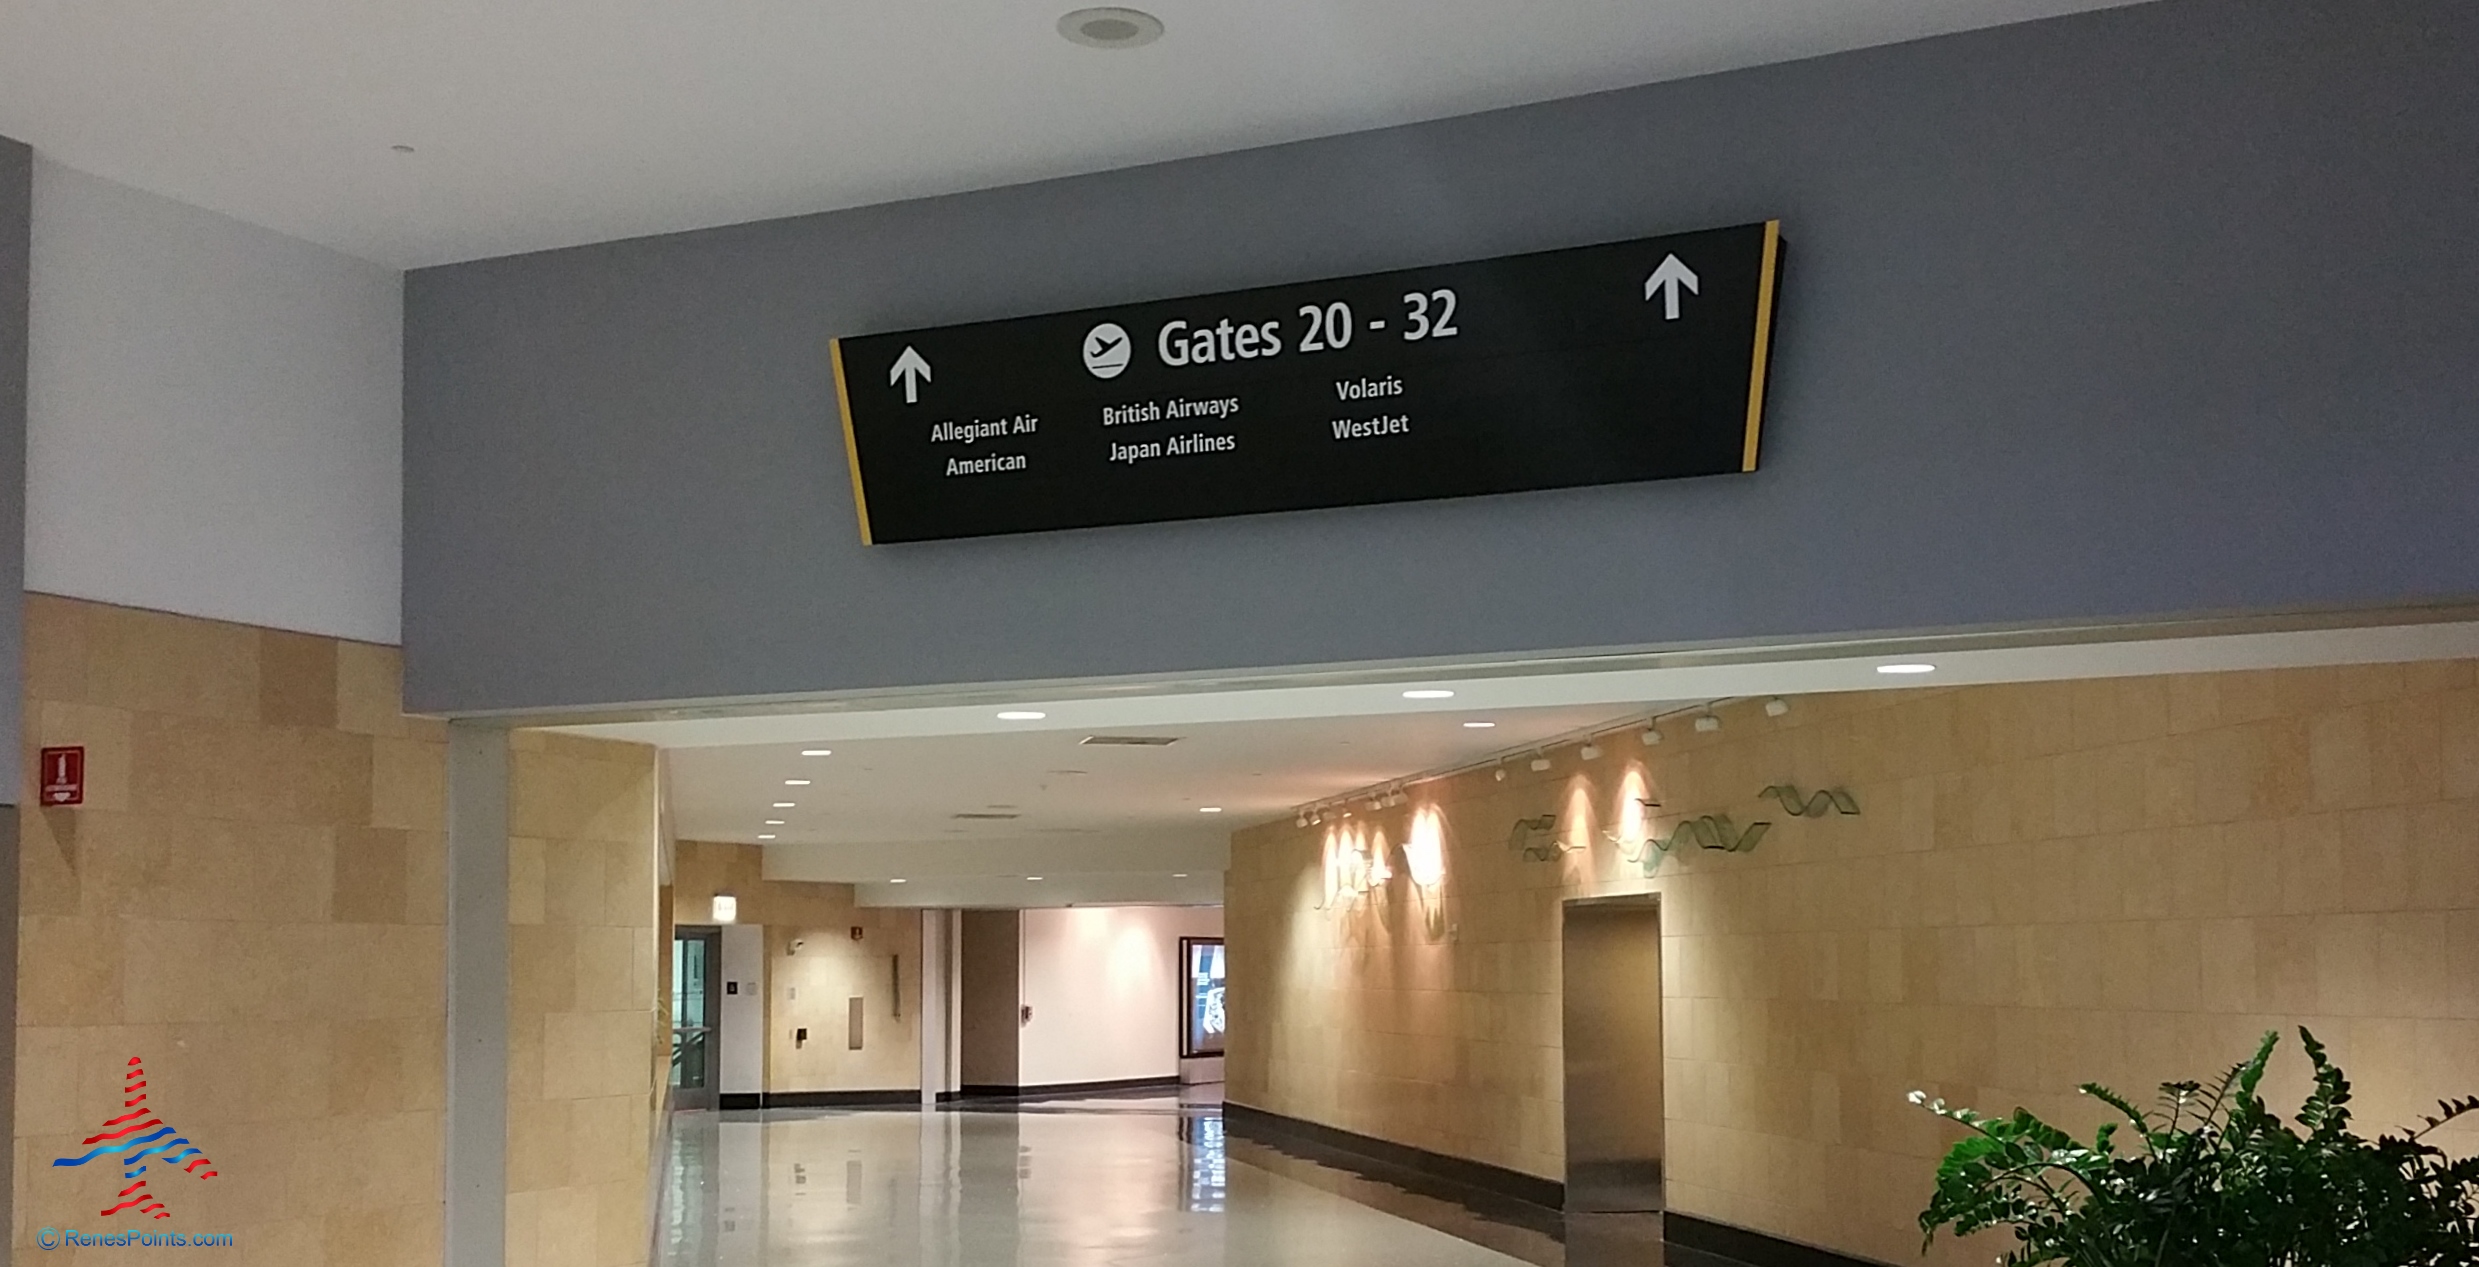 Gates 20 - 32
Allegiant Air
American
British Airways
Japan Airlines
Volaris
WestJet
© RenesPoints.com